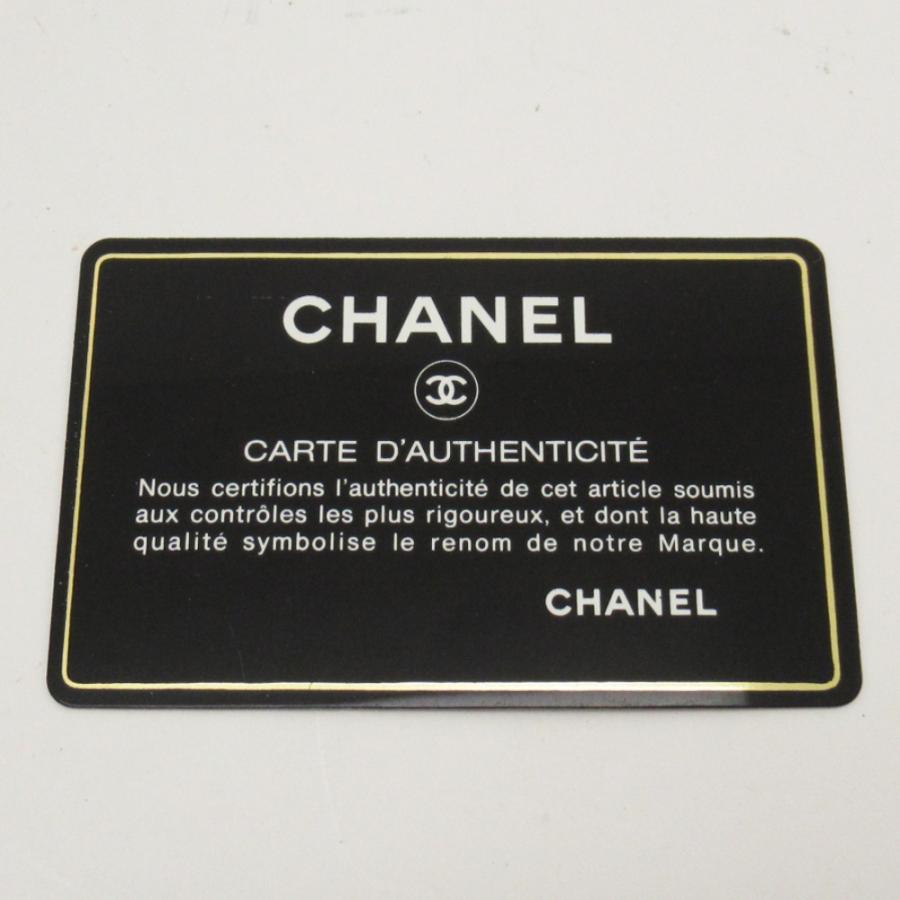 CHANEL
CARTE D'AUTHENTICITÉ
Nous certifions l'authenticité de cet article soumis
aux contrôles les plus rigoureux, et dont la haute
qualité symbolise le renom de notre Marque.
CHANEL